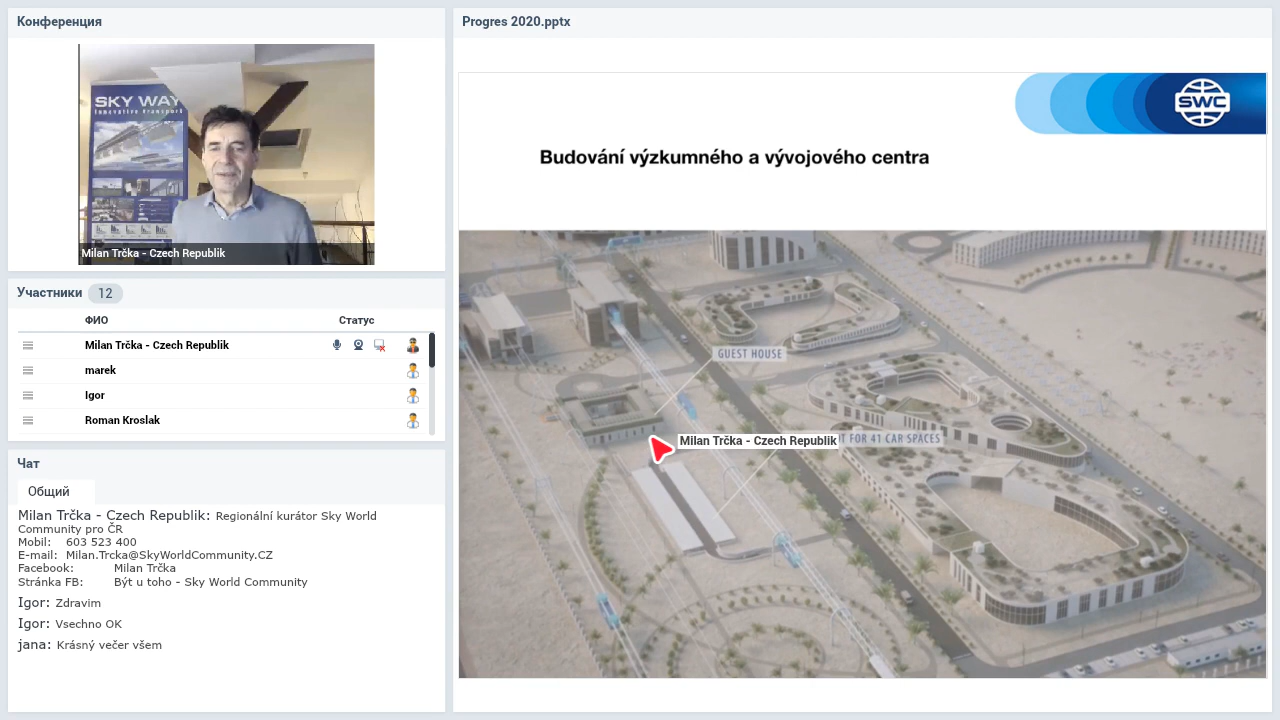 Конференция
SKY WAY
Innovative transport
Milan Trčka - Czech Republik
Участники 12
ФИО Статус
Milan Trčka - Czech Republik
marek
Igor
Roman Kroslak
Чат
Общий
Milan Trčka - Czech Republik: Regionální kurátor Sky World
Community pro ČR
Mobil: 603 523 400
E-mail: Milan.Trcka@SkyWorldCommunity.CZ
Facebook: Milan Trčka
Stránka FB: Být u toho - Sky World Community
Igor: Zdravim
Igor: Vsechno OK
jana: Krásný večer všem
Progres 2020.pptx
SWC
Budování výzkumného a vývojového centra
GUEST HOUSE
Milan Trčka - Czech Republik
T FOR 41 CAR SPACES